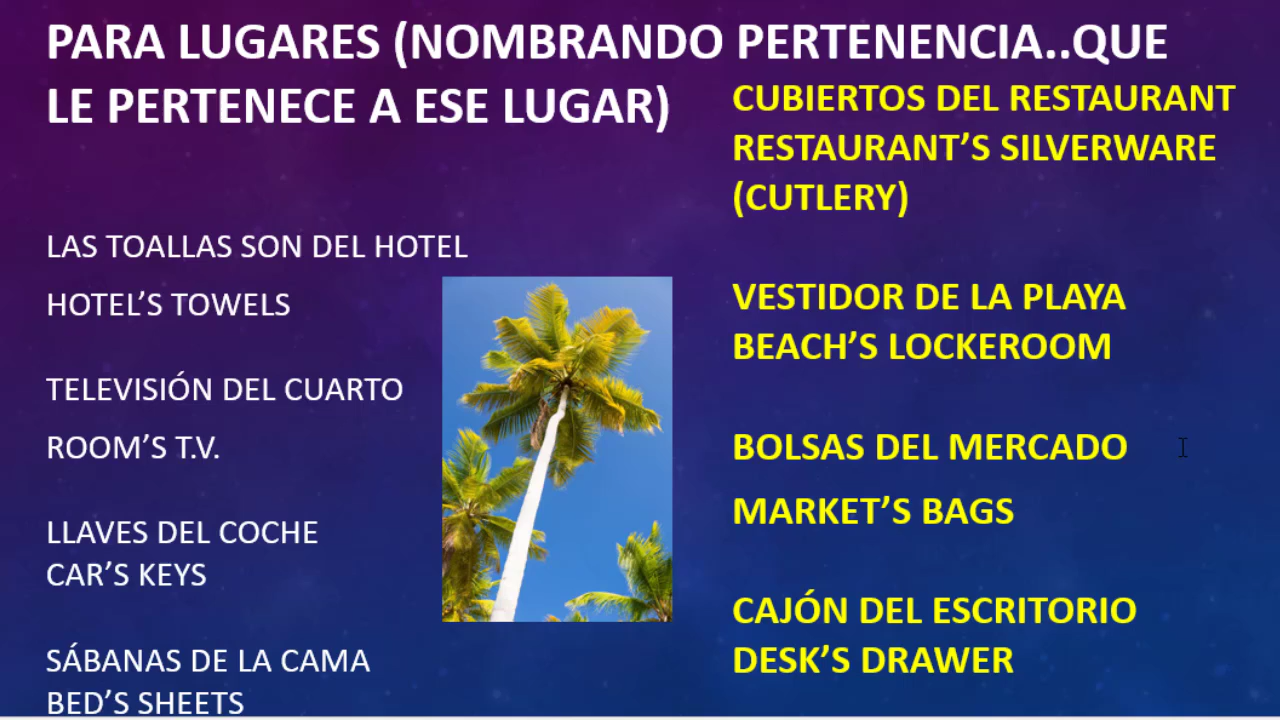 PARA LUGARES (NOMBRANDO PERTENENCIA..QUE
LE PERTENECE A ESE LUGAR)
LAS TOALLAS SON DEL HOTEL
HOTEL’S TOWELS
TELEVISIÓN DEL CUARTO
ROOM’S T.V.
LLAVES DEL COCHE
CAR’S KEYS
SÁBANAS DE LA CAMA
BED’S SHEETS
CUBIERTOS DEL RESTAURANT
RESTAURANT’S SILVERWARE
(CUTLERY)
VESTIDOR DE LA PLAYA
BEACH’S LOCKEROOM
BOLSAS DEL MERCADO
MARKET’S BAGS
CAJÓN DEL ESCRITORIO
DESK’S DRAWER